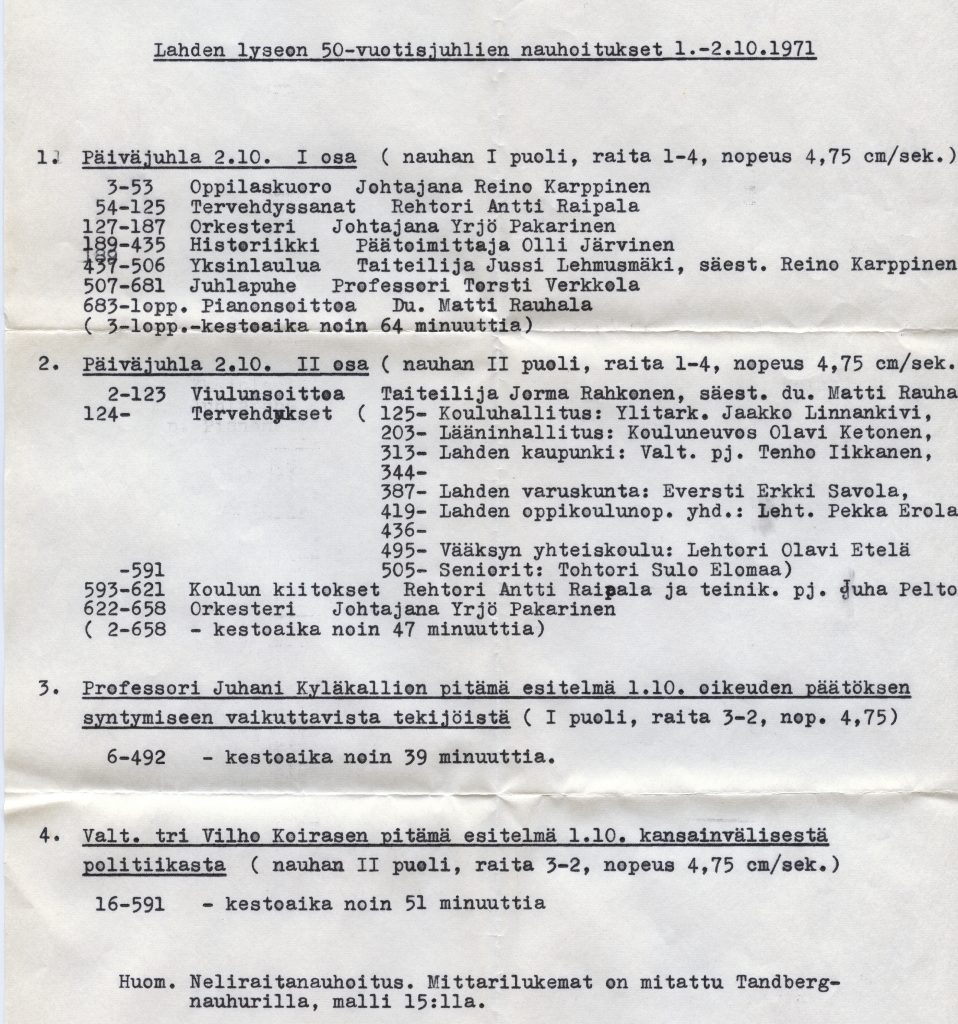 Lahden lyseon 50-vuotisjuhlien nauhoitukset 1.-2.10.1971
1. Päiväjuhla 2.10. I osa ( nauhan I puoli, raita 1-4, nopeus 4,75 cm/sek.)
3-53 Oppilaskuoro Johtajana Reino Karppinen
54-125 Tervehdyssanat Rehtori Antti Raipala
127-187 Orkesteri Johtajana Yrjö Pakarinen
189-435 Historiikki Päätoimittaja Olli Järvinen
437-506 Yksinlaulua Taiteilija Jussi Lehmusmäki, säest. Reino Karppinen
507-681 Juhlapuhe Professori Torsti Verkkola
683-lopp. Pianonsoittoa Du. Matti Rauhala
( 3-lopp.-kestoaika noin 64 minuuttia)
2. Päiväjuhla 2.10. II osa ( nauhan II puoli, raita 1-4, nopeus 4,75 cm/sek.
2-123 Viulunsoittoa Taiteilija Jorma Rahkonen, säest. du. Matti Rauha
124- Tervehdykset ( 125- Kouluhallitus: Ylitark. Jaakko Linnankivi,
203- Lääninhallitus: Kouluneuvos Olavi Ketonen,
313- Lahden kaupunki: Valt. pj. Tenho Iikkanen,
344-
387- Lahden varuskunta: Eversti Erkki Savola,
419- Lahden oppikoulunop. yhd.: Leht. Pekka Erola
436-
495- Vääksyn yhteiskoulu: Lehtori Olavi Etelä
-591 505- Seniorit: Tohtori Sulo Elomaa)
593-621 Koulun kiitokset Rehtori Antti Raipala ja teinik. pj. Juha Pelto
622-658 Orkesteri Johtajana Yrjö Pakarinen
( 2-658 - kestoaika noin 47 minuuttia)
3. Professori Juhani Kyläkallion pitämä esitelmä 1.10. oikeuden päätöksen
syntymiseen vaikuttavista tekijöistä ( I puoli, raita 3-2, nop. 4,75)
6-492 - kestoaika noin 39 minuuttia.
4. Valt. tri Vilho Koirasen pitämä esitelmä 1.10. kansainvälisestä
politiikasta ( nauhan II puoli, raita 3-2, nopeus 4,75 cm/sek.)
16-591 - kestoaika noin 51 minuuttia
Huom. Neliraitanauhoitus. Mittarilukemat on mitattu Tandberg-
nauhurilla, malli 15:lla.